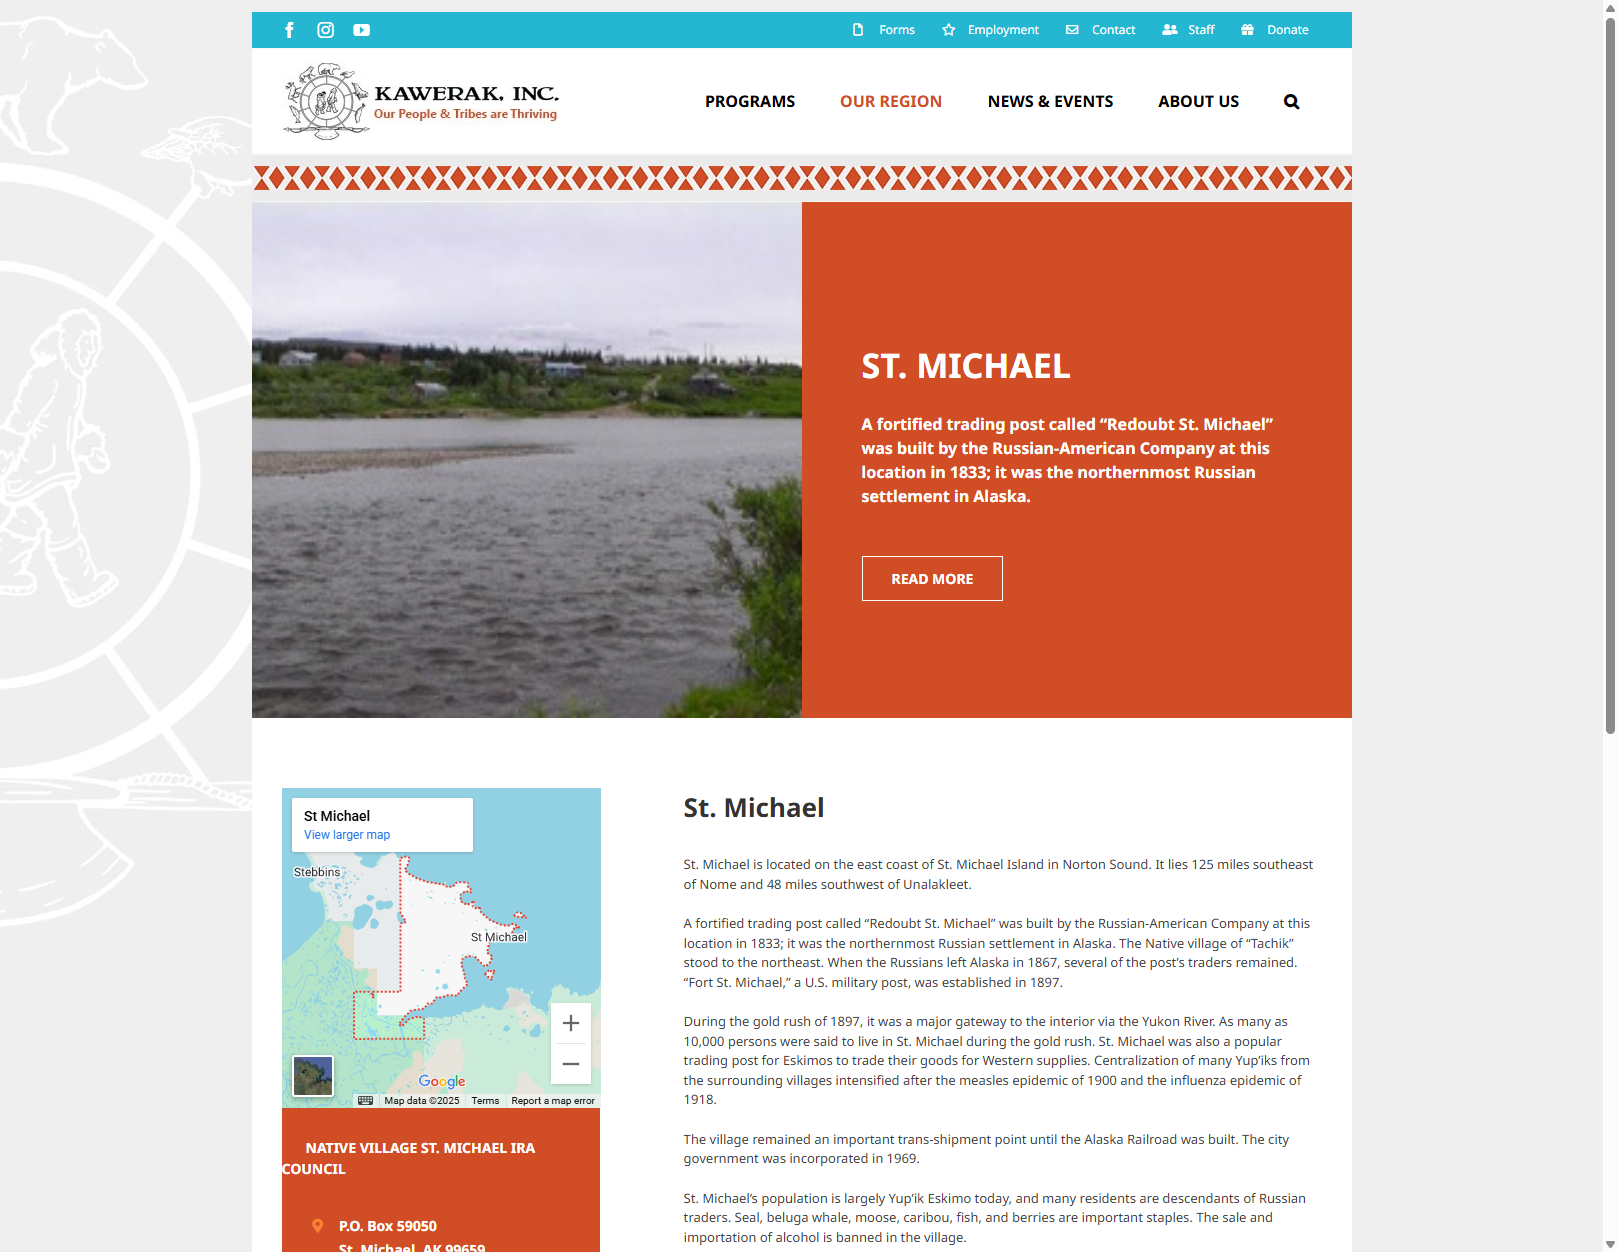 Forms
Employment
Contact
Staff
Donate
KAWERAK, INC.
Our People & Tribes are Thriving
PROGRAMS
OUR REGION
NEWS & EVENTS
ABOUT US
ST. MICHAEL
A fortified trading post called “Redoubt St. Michael”
was built by the Russian-American Company at this
location in 1833; it was the northernmost Russian
settlement in Alaska.
READ MORE
St Michael
View larger map
Stebbins
St Michael
Google
Map data ©2025
Terms
Report a map error
NATIVE VILLAGE ST. MICHAEL IRA
COUNCIL
P.O. Box 59050
St. Michael, AK 99659
St. Michael
St. Michael is located on the east coast of St. Michael Island in Norton Sound. It lies 125 miles southeast
of Nome and 48 miles southwest of Unalakleet.
A fortified trading post called “Redoubt St. Michael” was built by the Russian-American Company at this
location in 1833; it was the northernmost Russian settlement in Alaska. The Native village of “Tachik”
stood to the northeast. When the Russians left Alaska in 1867, several of the post’s traders remained.
“Fort St. Michael,” a U.S. military post, was established in 1897.
During the gold rush of 1897, it was a major gateway to the interior via the Yukon River. As many as
10,000 persons were said to live in St. Michael during the gold rush. St. Michael was also a popular
trading post for Eskimos to trade their goods for Western supplies. Centralization of many Yup’iks from
the surrounding villages intensified after the measles epidemic of 1900 and the influenza epidemic of
1918.
The village remained an important trans-shipment point until the Alaska Railroad was built. The city
government was incorporated in 1969.
St. Michael’s population is largely Yup’ik Eskimo today, and many residents are descendants of Russian
traders. Seal, beluga whale, moose, caribou, fish, and berries are important staples. The sale and
importation of alcohol is banned in the village.